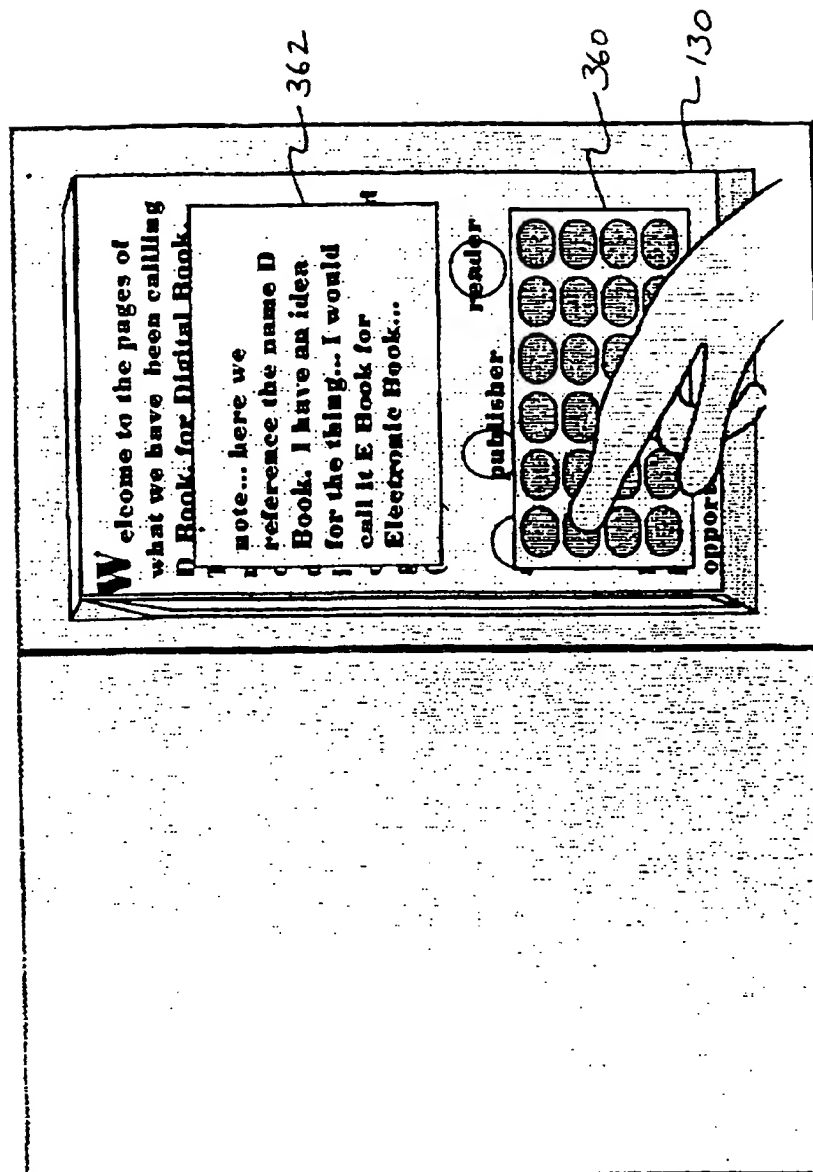 Welcome to the pages of
what we have been callling
D Book, for Digital Book.
note... here we
reference the name D
Book. I have an idea
for the thing... I would
call it E Book for
Electronic Book...
publisher
reader
oppor
362
360
130